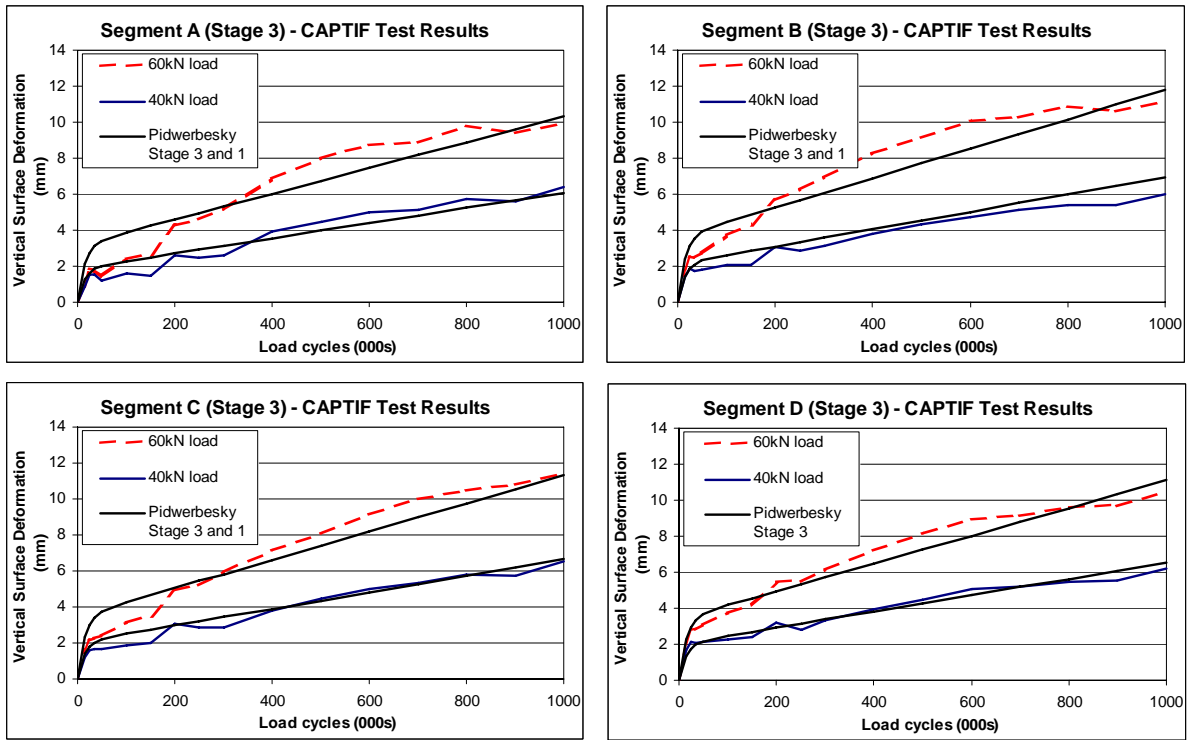 Segment A (Stage 3) - CAPTIF Test Results
Vertical Surface Deformation
(mm)
14
12
10
8
6
4
2
0
60kN load
40kN load
Pidwerbesky
Stage 3 and 1
0 200 400 600 800 1000
Load cycles (000s)
Segment B (Stage 3) - CAPTIF Test Results
Vertical Surface Deformation
(mm)
14
12
10
8
6
4
2
0
60kN load
40kN load
Pidwerbesky
Stage 3 and 1
0 200 400 600 800 1000
Load cycles (000s)
Segment C (Stage 3) - CAPTIF Test Results
Vertical Surface Deformation
(mm)
14
12
10
8
6
4
2
0
60kN load
40kN load
Pidwerbesky
Stage 3 and 1
0 200 400 600 800 1000
Load cycles (000s)
Segment D (Stage 3) - CAPTIF Test Results
Vertical Surface Deformation
(mm)
14
12
10
8
6
4
2
0
60kN load
40kN load
Pidwerbesky
Stage 3
0 200 400 600 800 1000
Load cycles (000s)